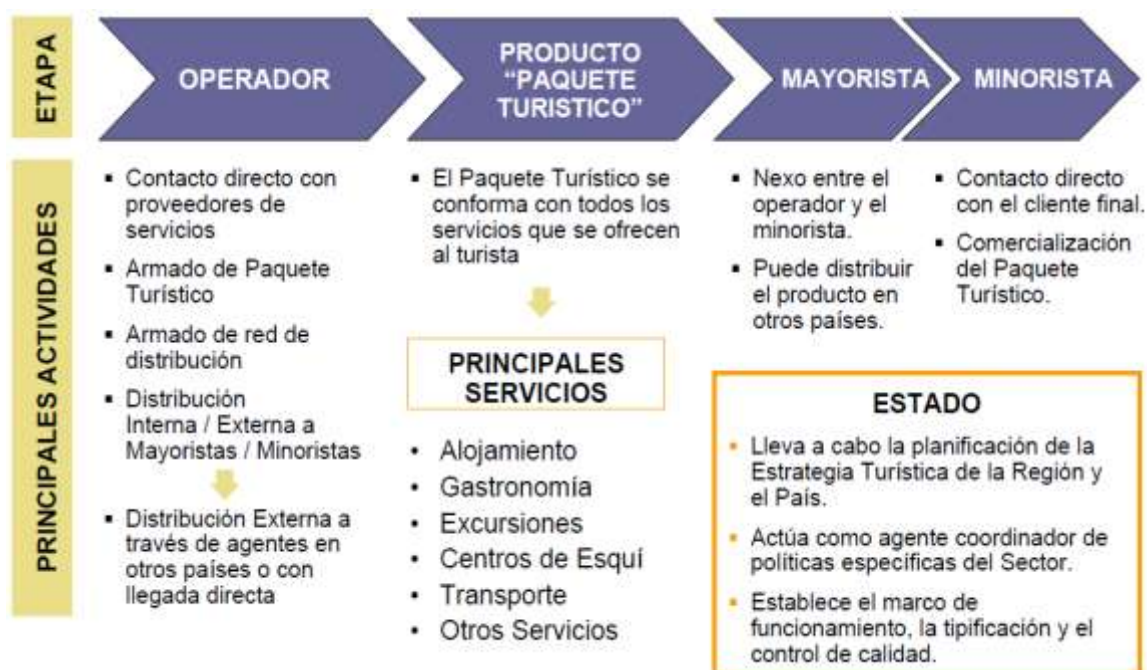 ETAPA
OPERADOR
PRODUCTO
“PAQUETE
TURISTICO”
MAYORISTA
MINORISTA
PRINCIPALES ACTIVIDADES
▪ Contacto directo con
proveedores de
servicios
▪ Armado de Paquete
Turístico
▪ Armado de red de
distribución
▪ Distribución
Interna / Externa a
Mayoristas / Minoristas
▪ Distribución Externa a
través de agentes en
otros países o con
llegada directa
▪ El Paquete Turístico se
conforma con todos los
servicios que se ofrecen
al turista
PRINCIPALES
SERVICIOS
• Alojamiento
• Gastronomía
• Excursiones
• Centros de Esquí
• Transporte
• Otros Servicios
▪ Nexo entre el
operador y el
minorista.
▪ Puede distribuir
el producto en
otros países.
▪ Contacto directo
con el cliente final.
▪ Comercialización
del Paquete
Turístico.
ESTADO
▪ Lleva a cabo la planificación de la
Estrategia Turística de la Región y
el País.
▪ Actúa como agente coordinador de
políticas específicas del Sector.
▪ Establece el marco de
funcionamiento, la tipificación y el
control de calidad.